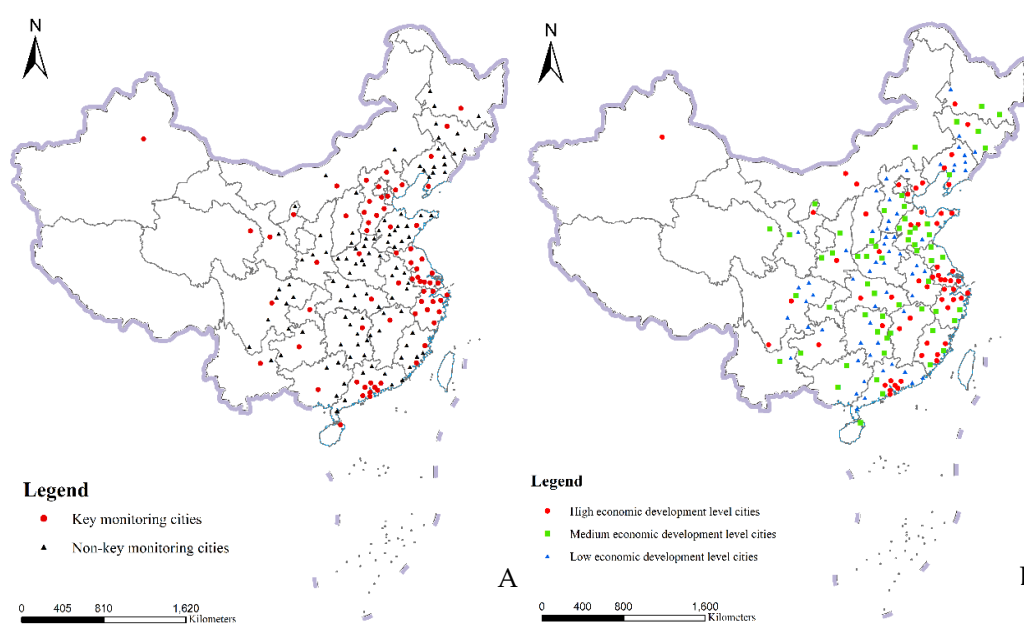 N
N
Legend
Key monitoring cities
Non-key monitoring cities
A
0 405 810 1,620
Kilometers
Legend
High economic development level cities
Medium economic development level cities
Low economic development level cities
0 400 800 1,600
Kilometers